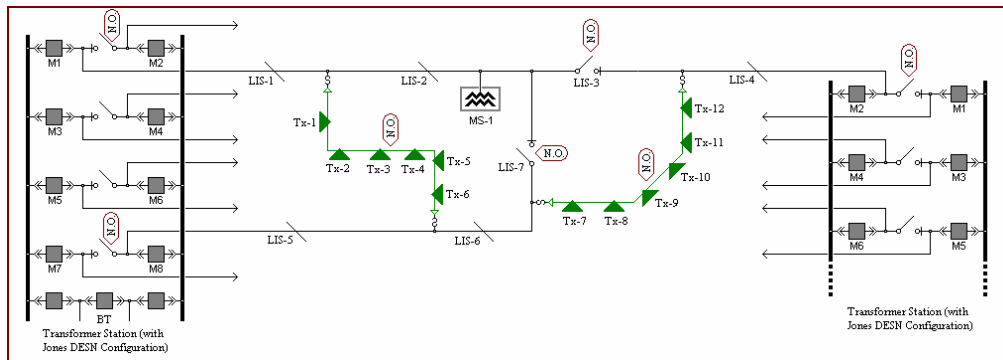 N.O.
N.O.
M1
M2
LIS-1
LIS-2
LIS-3
LIS-4
N.O.
M2
M1
MS-1
Tx-12
M3
M4
Tx-1
N.O.
Tx-11
Tx-2
Tx-3
Tx-4
Tx-5
LIS-7
N.O.
N.O.
Tx-10
M4
M3
M5
M6
Tx-6
Tx-9
Tx-7
Tx-8
N.O.
LIS-5
LIS-6
M6
M5
M7
M8
BT
Transformer Station (with
Jones DESN Configuration)
Transformer Station (with
Jones DESN Configuration)